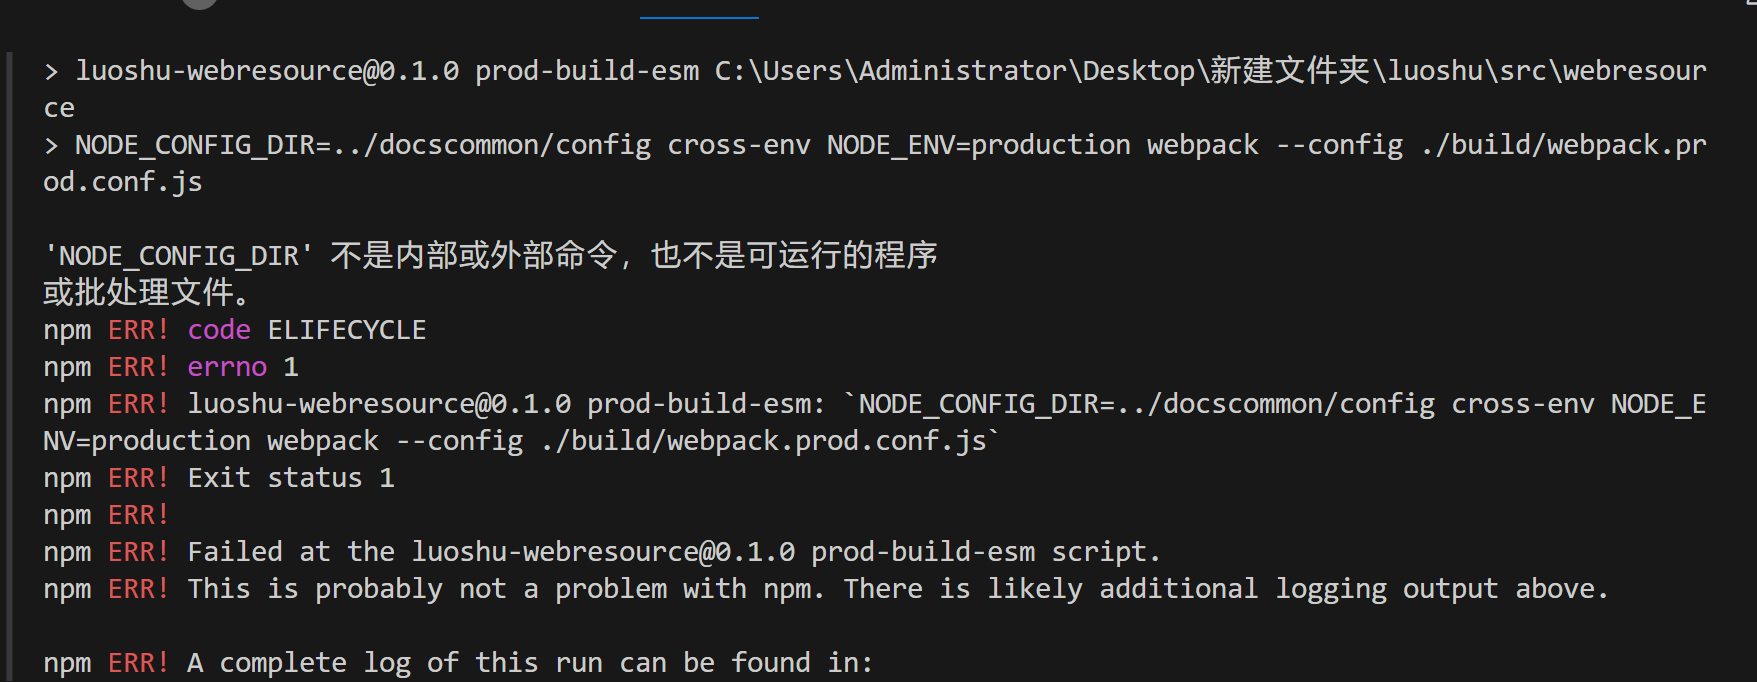 > luoshu-webresource@0.1.0 prod-build-esm C:\Users\Administrator\Desktop\新建文件夹\luoshu\src\webresour
ce
> NODE_CONFIG_DIR=../docscommon/config cross-env NODE_ENV=production webpack --config ./build/webpack.pr
od.conf.js
'NODE_CONFIG_DIR' 不是内部或外部命令，也不是可运行的程序
或批处理文件。
npm ERR! code ELIFECYCLE
npm ERR! errno 1
npm ERR! luoshu-webresource@0.1.0 prod-build-esm: `NODE_CONFIG_DIR=../docscommon/config cross-env NODE_E
NV=production webpack --config ./build/webpack.prod.conf.js`
npm ERR! Exit status 1
npm ERR!
npm ERR! Failed at the luoshu-webresource@0.1.0 prod-build-esm script.
npm ERR! This is probably not a problem with npm. There is likely additional logging output above.
npm ERR! A complete log of this run can be found in: